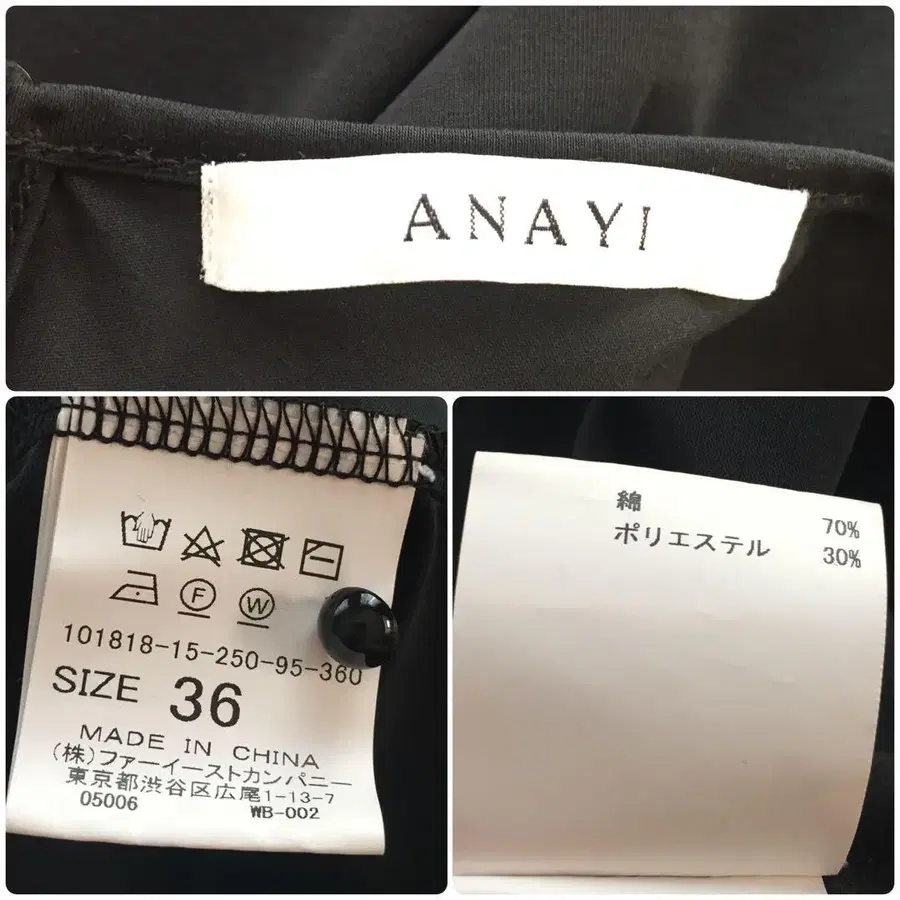 ANAYI
F W
101818-15-250-95-360
SIZE 36
MADE IN CHINA
(株)ファーイーストカンパニー
東京都渋谷区広尾1-13-7
05006 WB-002
綿 70%
ポリエステル 30%